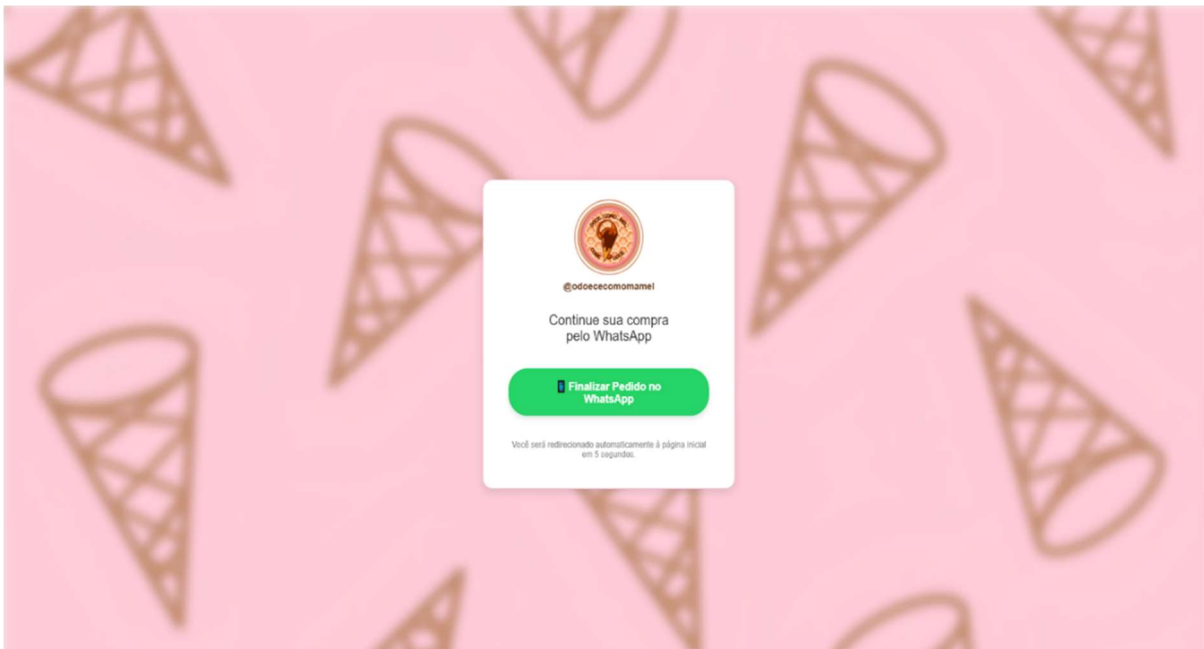 @odoececomomamel
Continue sua compra
pelo WhatsApp
Finalizar Pedido no
WhatsApp
Você será redirecionado automaticamente à página inicial
em 5 segundos.